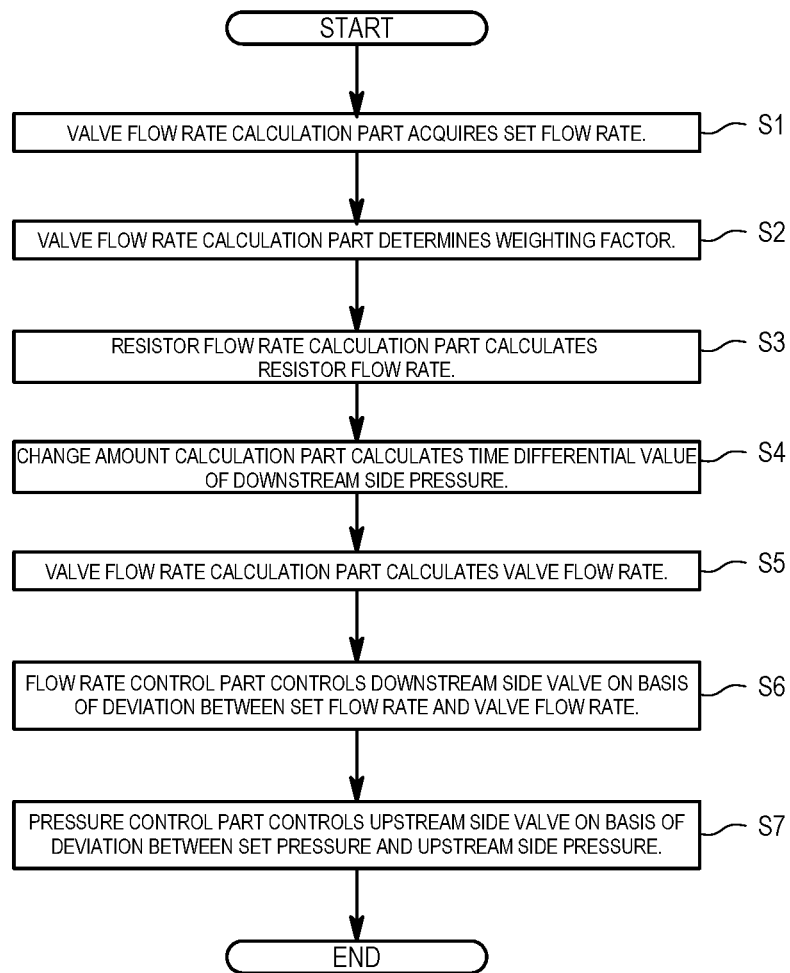 START
VALVE FLOW RATE CALCULATION PART ACQUIRES SET FLOW RATE.
S1
VALVE FLOW RATE CALCULATION PART DETERMINES WEIGHTING FACTOR.
S2
RESISTOR FLOW RATE CALCULATION PART CALCULATES
RESISTOR FLOW RATE.
S3
CHANGE AMOUNT CALCULATION PART CALCULATES TIME DIFFERENTIAL VALUE
OF DOWNSTREAM SIDE PRESSURE.
S4
VALVE FLOW RATE CALCULATION PART CALCULATES VALVE FLOW RATE.
S5
FLOW RATE CONTROL PART CONTROLS DOWNSTREAM SIDE VALVE ON BASIS
OF DEVIATION BETWEEN SET FLOW RATE AND VALVE FLOW RATE.
S6
PRESSURE CONTROL PART CONTROLS UPSTREAM SIDE VALVE ON BASIS OF
DEVIATION BETWEEN SET PRESSURE AND UPSTREAM SIDE PRESSURE.
S7
END